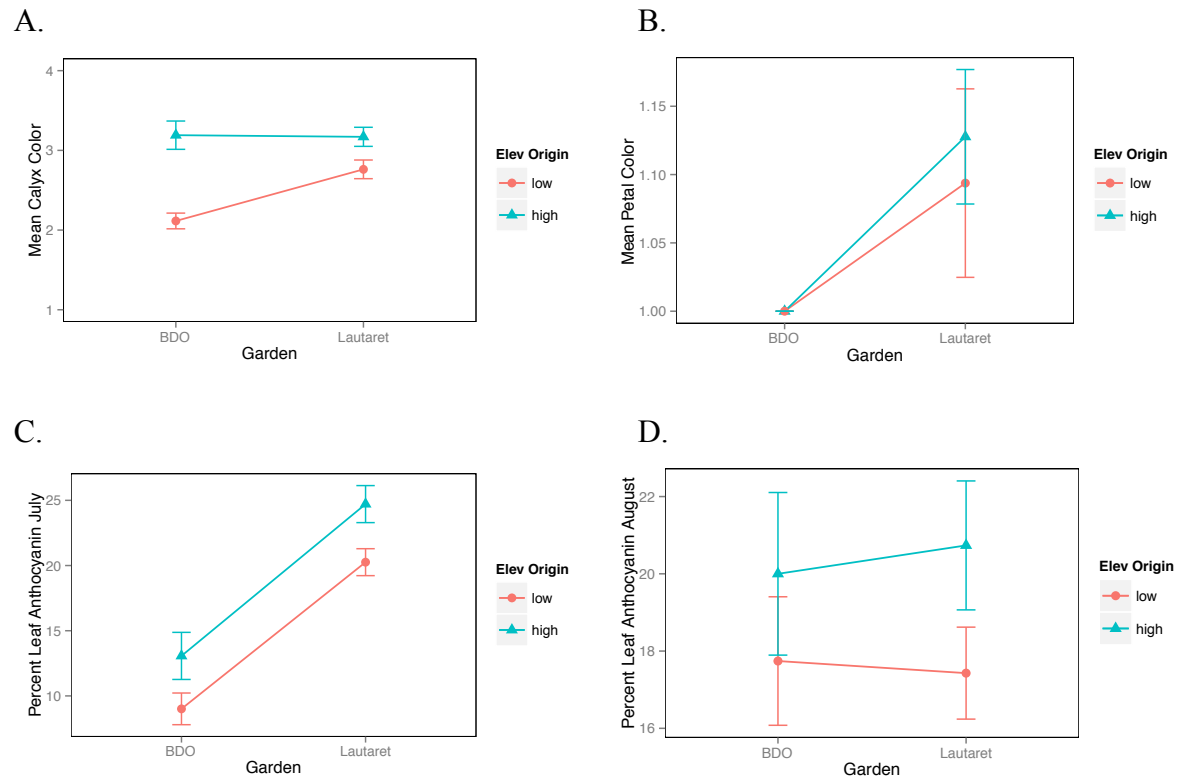 A.
Mean Calyx Color
4
3
2
1
BDO
Lautaret
Garden
Elev Origin
low
high
B.
Mean Petal Color
1.15
1.10
1.05
1.00
BDO
Lautaret
Garden
Elev Origin
low
high
C.
Percent Leaf Anthocyanin July
25
20
15
10
BDO
Lautaret
Garden
Elev Origin
low
high
D.
Percent Leaf Anthocyanin August
22
20
18
16
BDO
Lautaret
Garden
Elev Origin
low
high